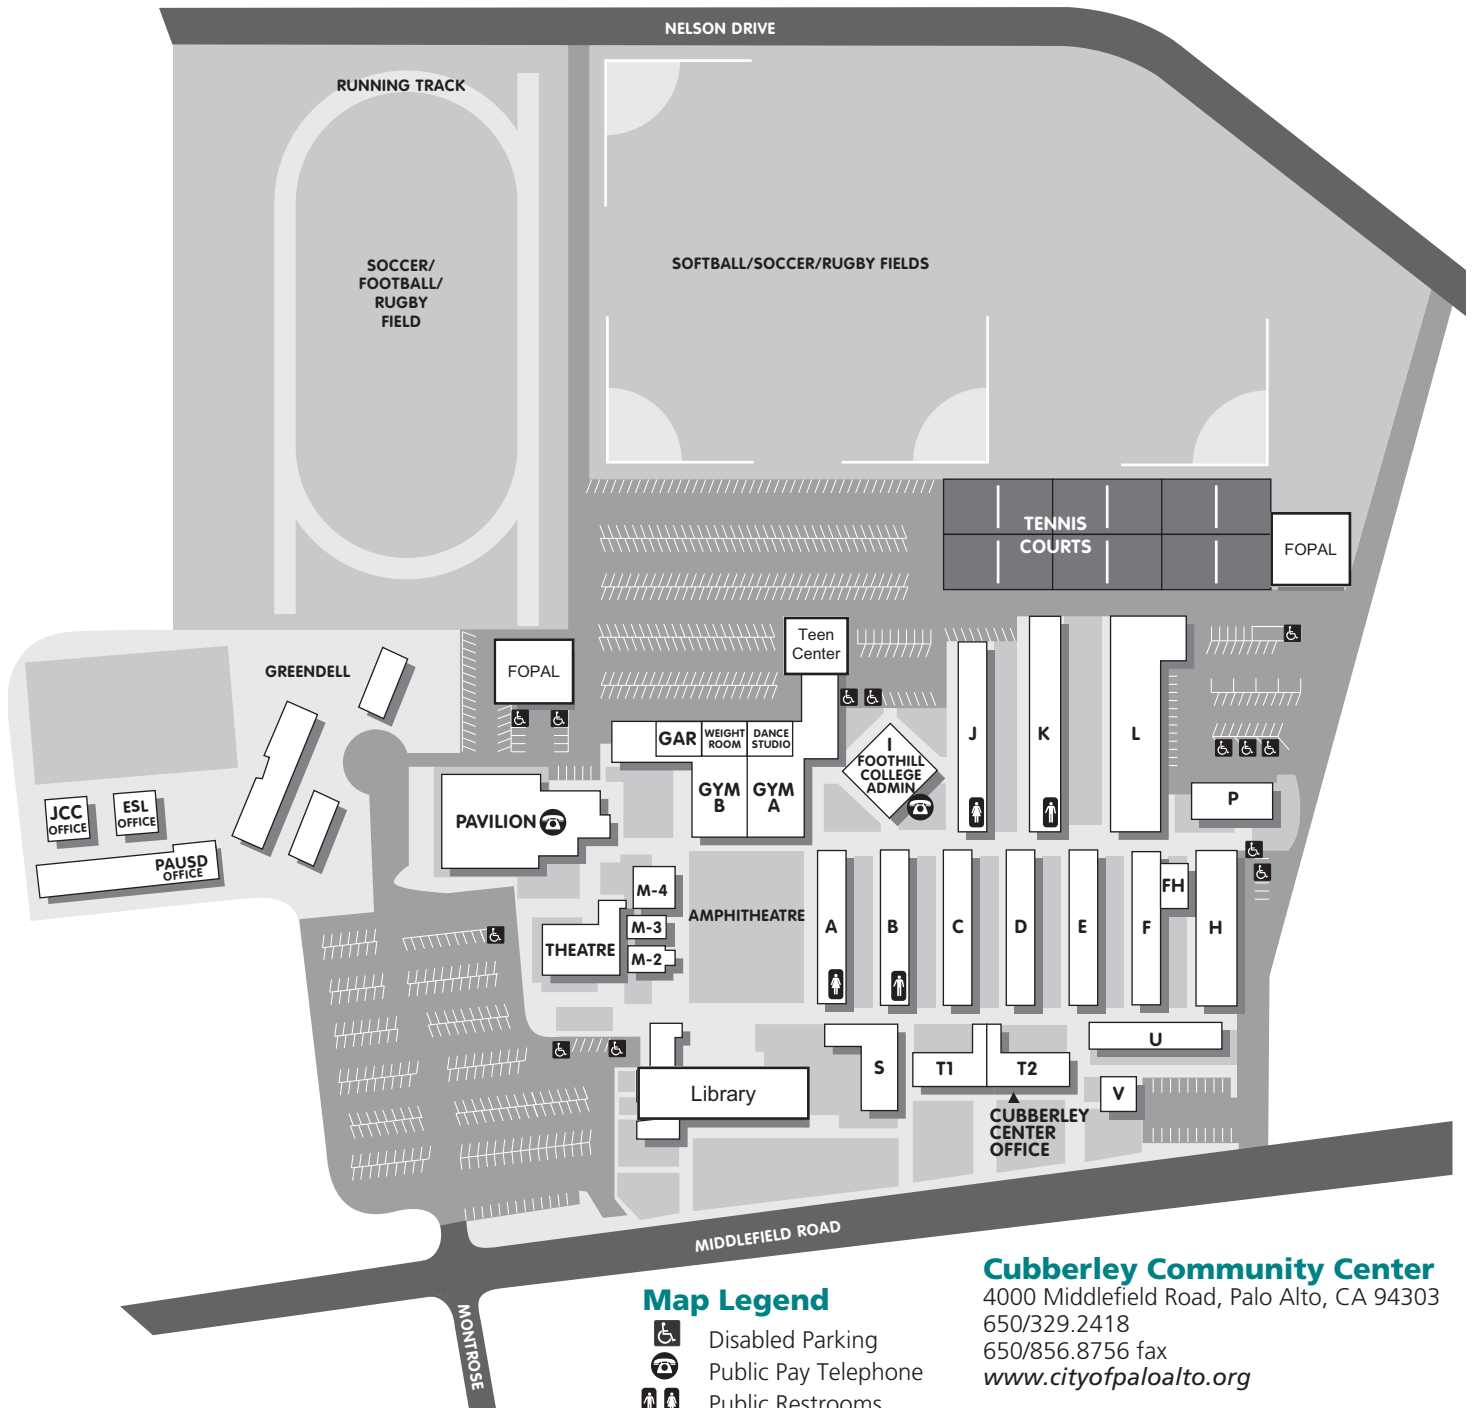 NELSON DRIVE
RUNNING TRACK
SOCCER/
FOOTBALL/
RUGBY
FIELD
SOFTBALL/SOCCER/RUGBY FIELDS
TENNIS
COURTS
FOPAL
Teen
Center
GREENDELL
FOPAL
GAR
WEIGHT
ROOM
DANCE
STUDIO
GYM
B
GYM
A
I
FOOTHILL
COLLEGE
ADMIN
J
K
L
P
JCC
OFFICE
ESL
OFFICE
PAUSD
OFFICE
PAVILION
M-4
M-3
M-2
THEATRE
AMPHITHEATRE
A
B
C
D
E
F
FH
H
U
S
T1
T2
V
Library
CUBBERLEY
CENTER
OFFICE
MIDDLEFIELD ROAD
MONTROSE
Map Legend
Disabled Parking
Public Pay Telephone
Public Restrooms
Cubberley Community Center
4000 Middlefield Road, Palo Alto, CA 94303
650/329.2418
650/856.8756 fax
www.cityofpaloalto.org